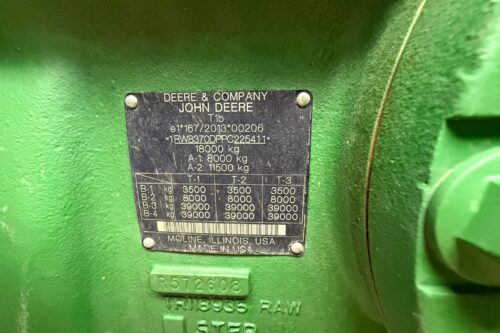 DEERE & COMPANY
JOHN DEERE
T1b
e1*167/2013*00206
*1RW8370DPPC225411*
18000 kg
A-1: 8000 kg
A-2: 11500 kg
T-1 T-2 T-3
B-1 kg 3500 3500 3500
B-2 kg 8000 8000 8000
B-3 kg 39000 39000 39000
B-4 kg 39000 39000 39000
MOLINE, ILLINOIS, USA
MADE IN USA
R572608
RAW